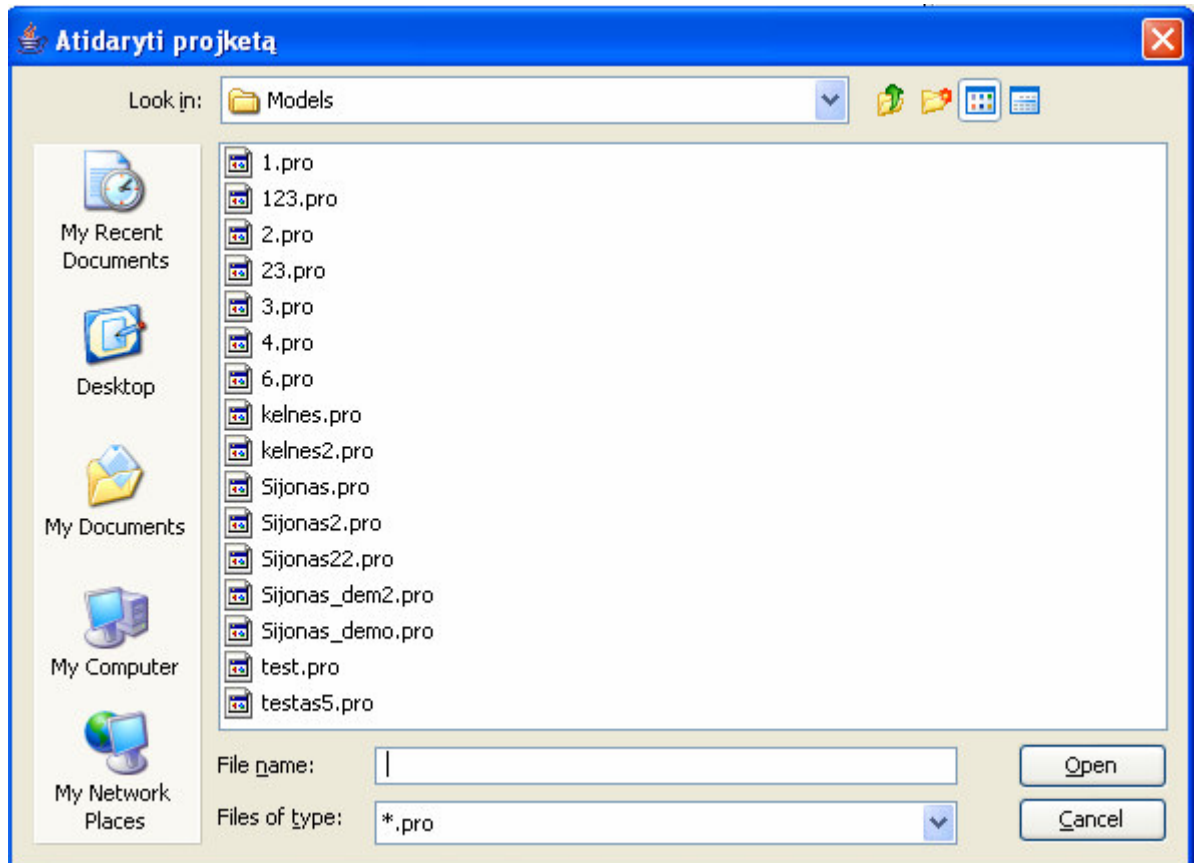 Atidaryti projketą
Look in:
Models
My Recent
Documents
Desktop
My Documents
My Computer
My Network
Places
1.pro
123.pro
2.pro
23.pro
3.pro
4.pro
6.pro
kelnes.pro
kelnes2.pro
Sijonas.pro
Sijonas2.pro
Sijonas22.pro
Sijonas_dem2.pro
Sijonas_demo.pro
test.pro
testas5.pro
File name:
Open
Files of type:
*.pro
Cancel